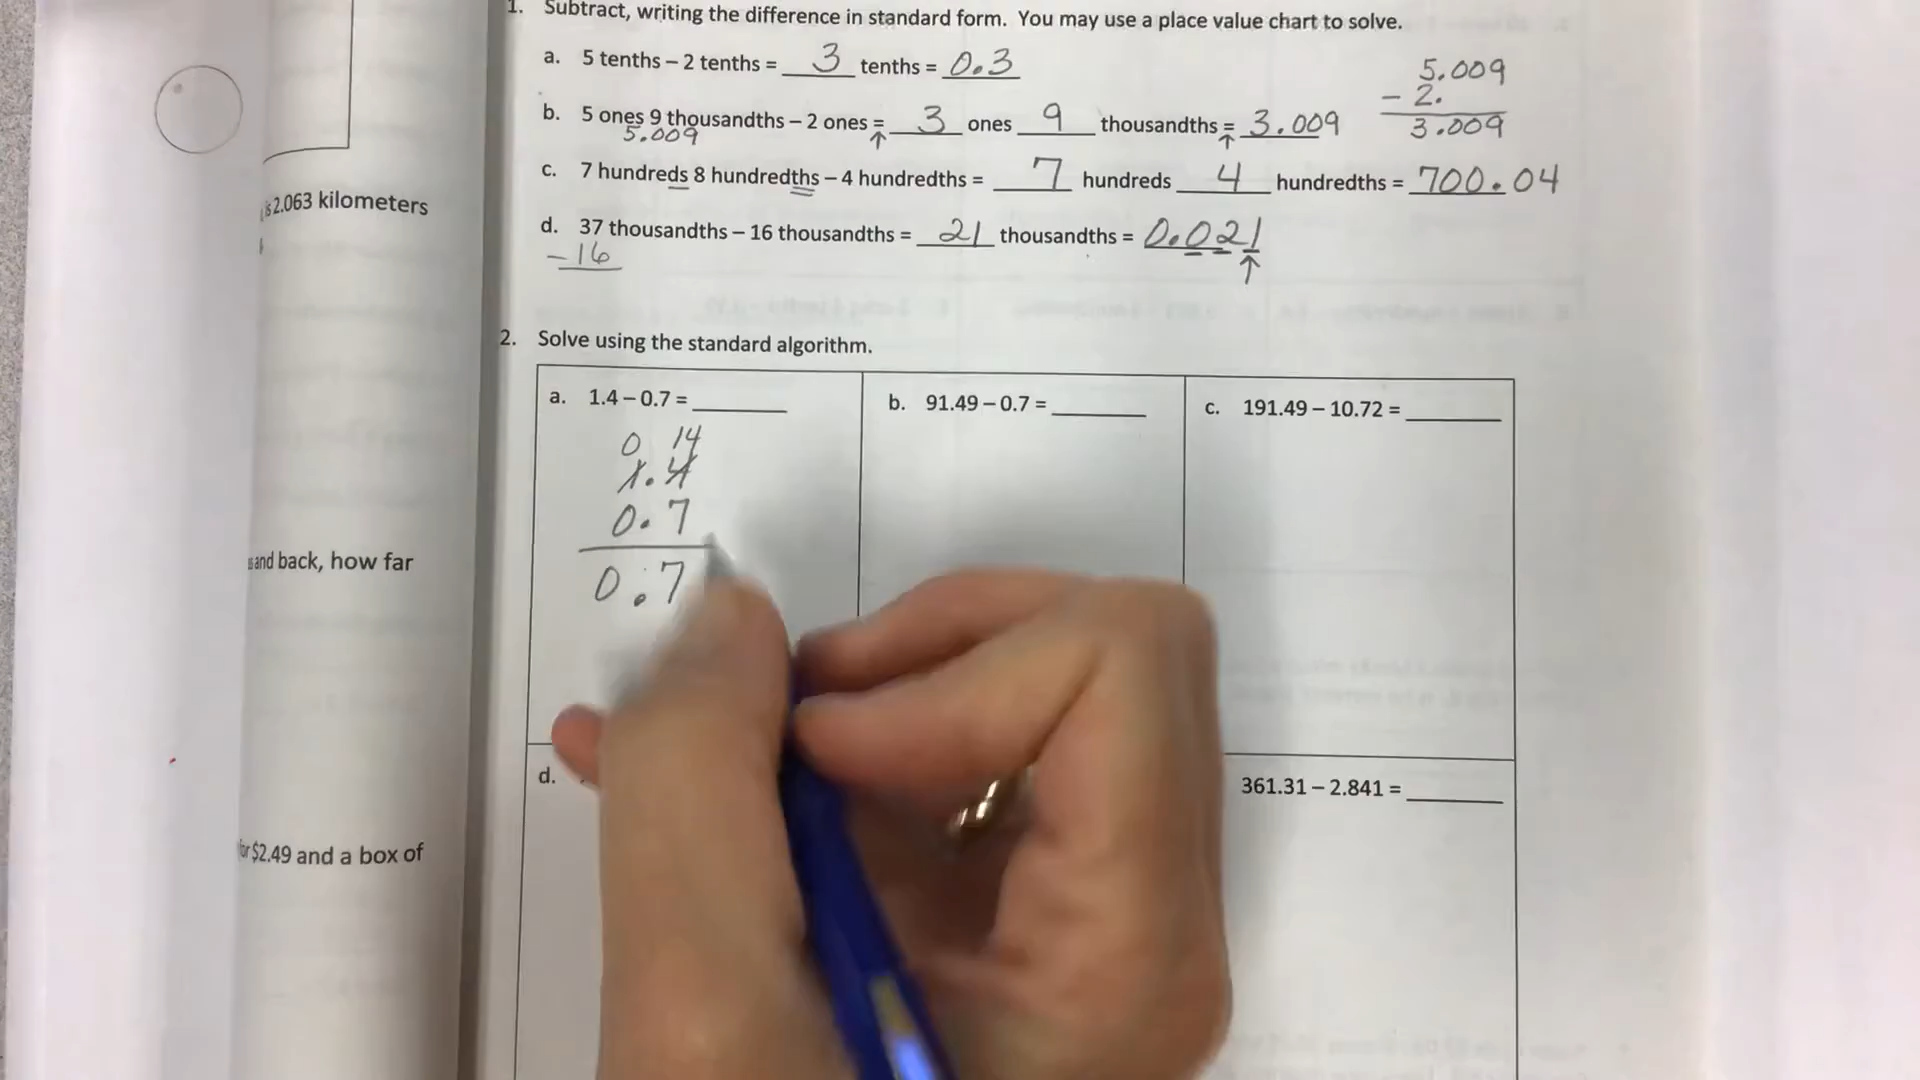 1. Subtract, writing the difference in standard form. You may use a place value chart to solve.
a. 5 tenths – 2 tenths = 3 tenths = 0.3
b. 5 ones 9 thousandths – 2 ones = 3 ones 9 thousandths = 3.009
5.009
5.009
– 2.
3.009
c. 7 hundreds 8 hundredths – 4 hundredths = 7 hundreds 4 hundredths = 700.04
d. 37 thousandths – 16 thousandths = 21 thousandths = 0.021
– 16
2. Solve using the standard algorithm.
a. 1.4 – 0.7 =
0 14
1.4
0.7
0.7
b. 91.49 – 0.7 =
c. 191.49 – 10.72 =
d.
361.31 – 2.841 =
2.063 kilometers
and back, how far
$2.49 and a box of